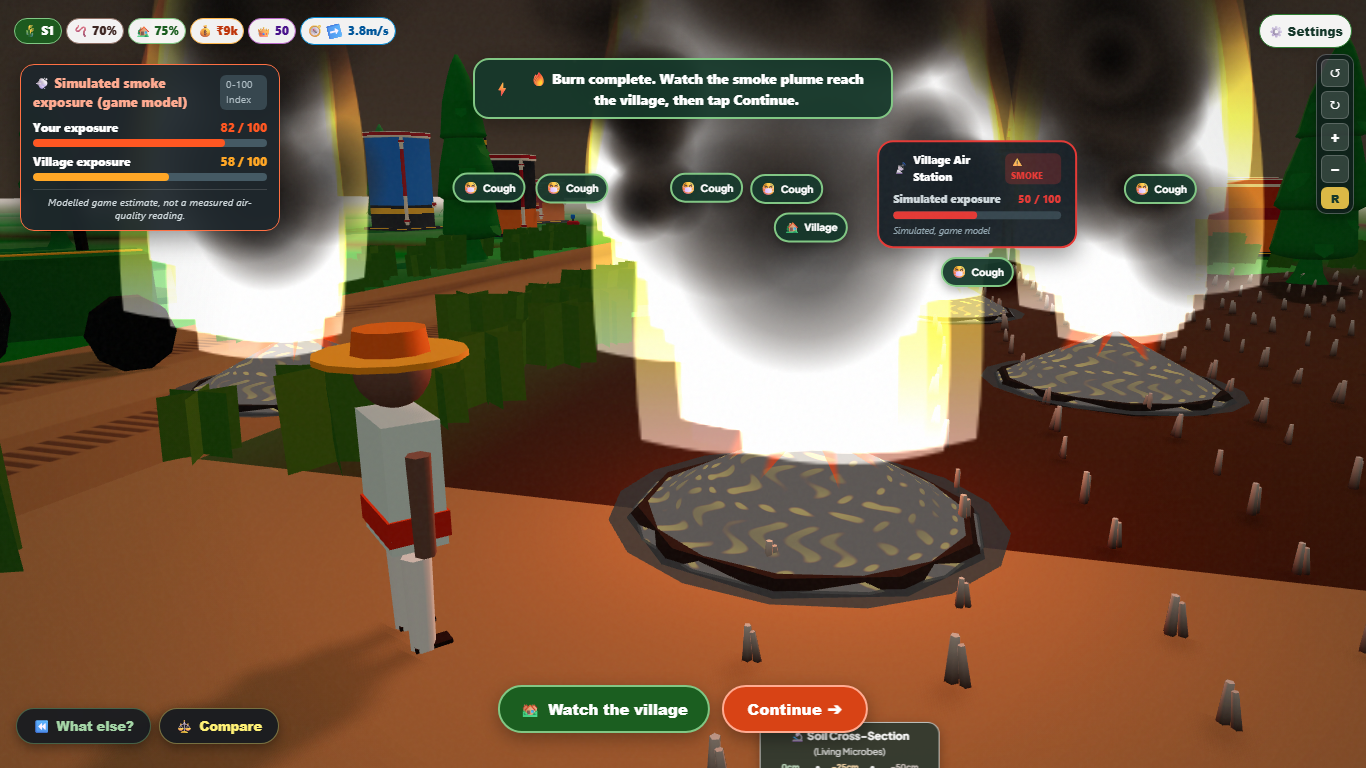 S1
70%
75%
₹9k
50
3.8m/s
Settings
Simulated smoke
exposure (game model)
0-100
Index
Your exposure 82 / 100
Village exposure 58 / 100
Modelled game estimate, not a measured air-
quality reading.
Burn complete. Watch the smoke plume reach
the village, then tap Continue.
Cough
Cough
Cough
Cough
Village
Village Air
Station
SMOKE
Simulated exposure 50 / 100
Simulated, game model
Cough
Cough
R
What else?
Compare
Watch the village
Continue ➔
Soil Cross-Section
(Living Microbes)